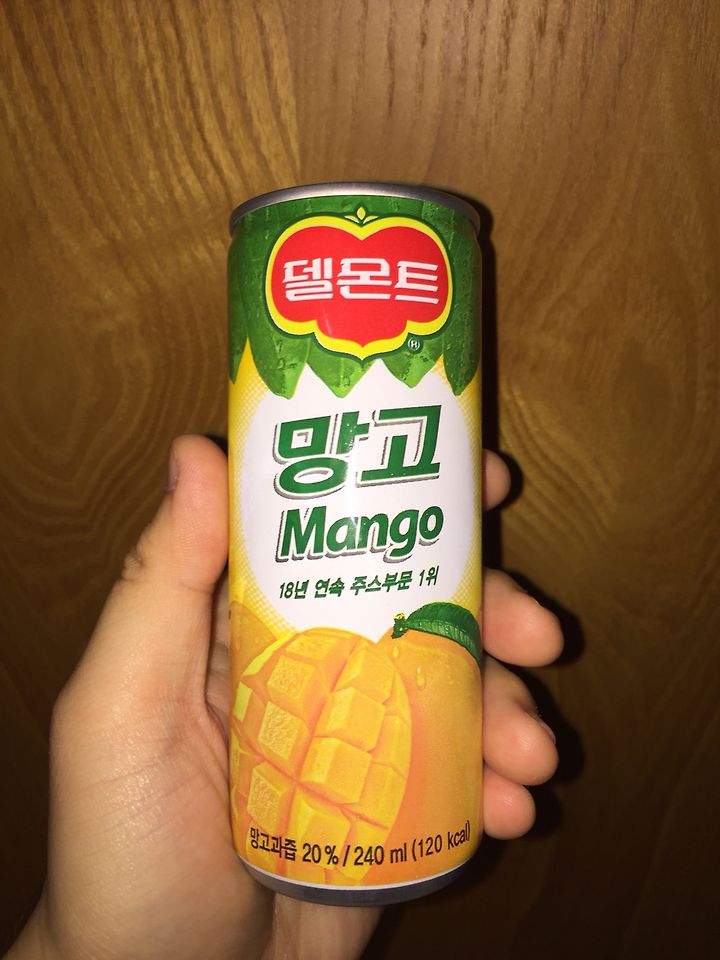 델몬트
®
망고
Mango
18년 연속 주스부문 1위
망고과즙 20% / 240 ml (120 kcal)